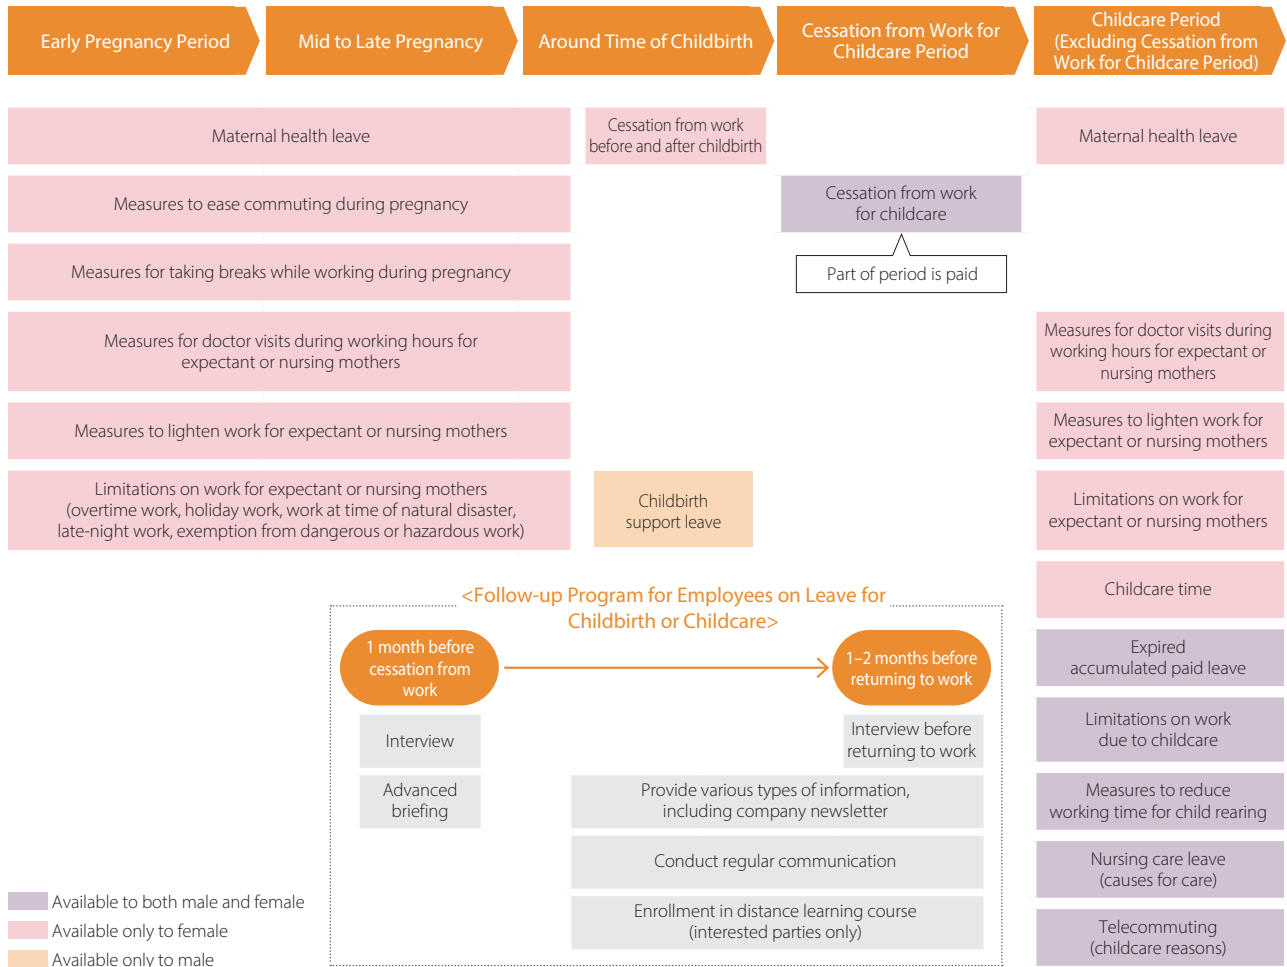 Early Pregnancy Period
Mid to Late Pregnancy
Around Time of Childbirth
Cessation from Work for
Childcare Period
Childcare Period
(Excluding Cessation from
Work for Childcare Period)
Maternal health leave
Cessation from work
before and after childbirth
Maternal health leave
Measures to ease commuting during pregnancy
Cessation from work
for childcare
Part of period is paid
Measures for taking breaks while working during pregnancy
Measures for doctor visits during working hours for
expectant or nursing mothers
Measures for doctor visits during
working hours for expectant or
nursing mothers
Measures to lighten work for expectant or nursing mothers
Measures to lighten work for
expectant or nursing mothers
Limitations on work for expectant or nursing mothers
(overtime work, holiday work, work at time of natural disaster,
late-night work, exemption from dangerous or hazardous work)
Childbirth
support leave
Limitations on work for
expectant or nursing mothers
Childcare time
Expired
accumulated paid leave
Limitations on work
due to childcare
Measures to reduce
working time for child rearing
Nursing care leave
(causes for care)
Telecommuting
(childcare reasons)
<Follow-up Program for Employees on Leave for
Childbirth or Childcare>
1 month before
cessation from
work
1–2 months before
returning to work
Interview
Interview before
returning to work
Advanced
briefing
Provide various types of information,
including company newsletter
Conduct regular communication
Enrollment in distance learning course
(interested parties only)
Available to both male and female
Available only to female
Available only to male